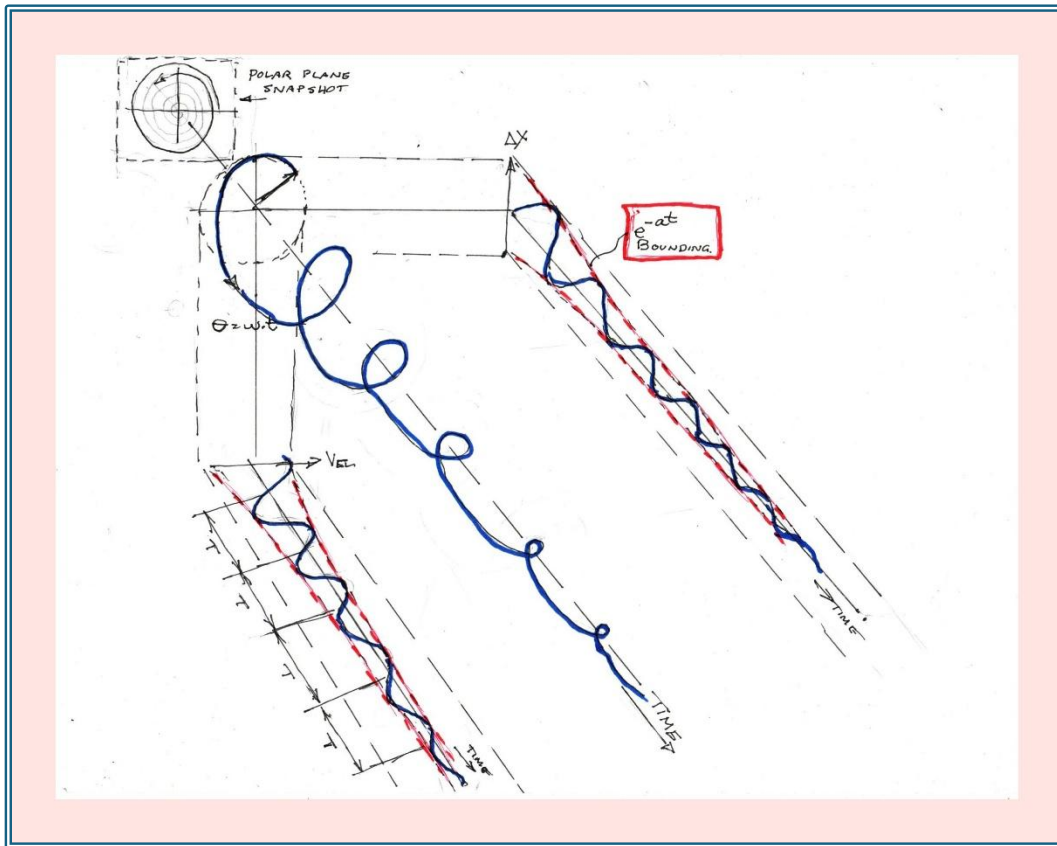 POLAR PLANE
SNAPSHOT
ΔX
e^-at
BOUNDING.
θ=ω.t
VEL
T
T
T
T
TIME
TIME
TIME